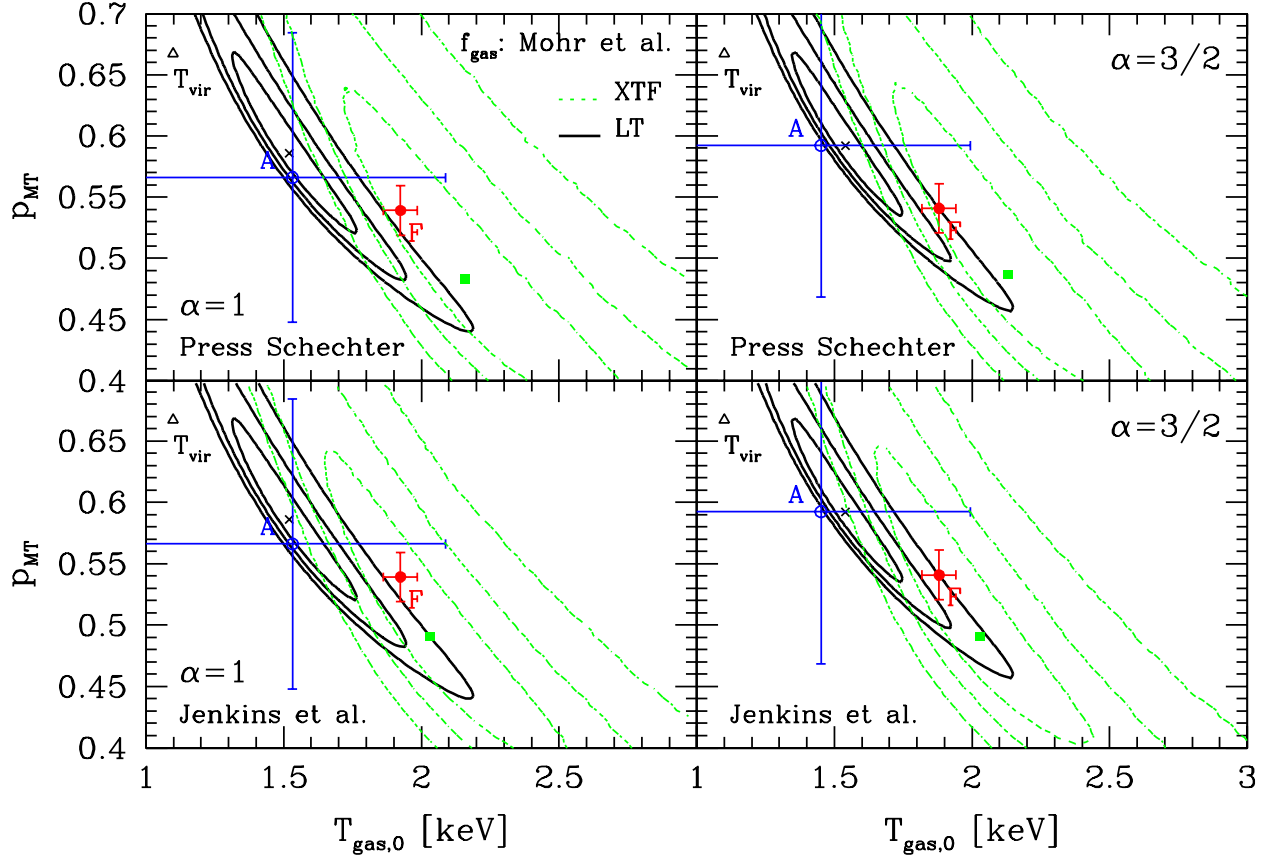 0.7
0.65
0.6
0.55
0.5
0.45
0.4
p_MT
T_vir
f_gas: Mohr et al.
XTF
LT
A
F
α=1
Press Schechter
T_vir
α=3/2
A
F
Press Schechter
0.65
0.6
0.55
0.5
0.45
0.4
p_MT
T_vir
A
F
α=1
Jenkins et al.
T_vir
α=3/2
A
F
Jenkins et al.
1 1.5 2 2.5 1 1.5 2 2.5 3
T_gas,0 [keV] T_gas,0 [keV]